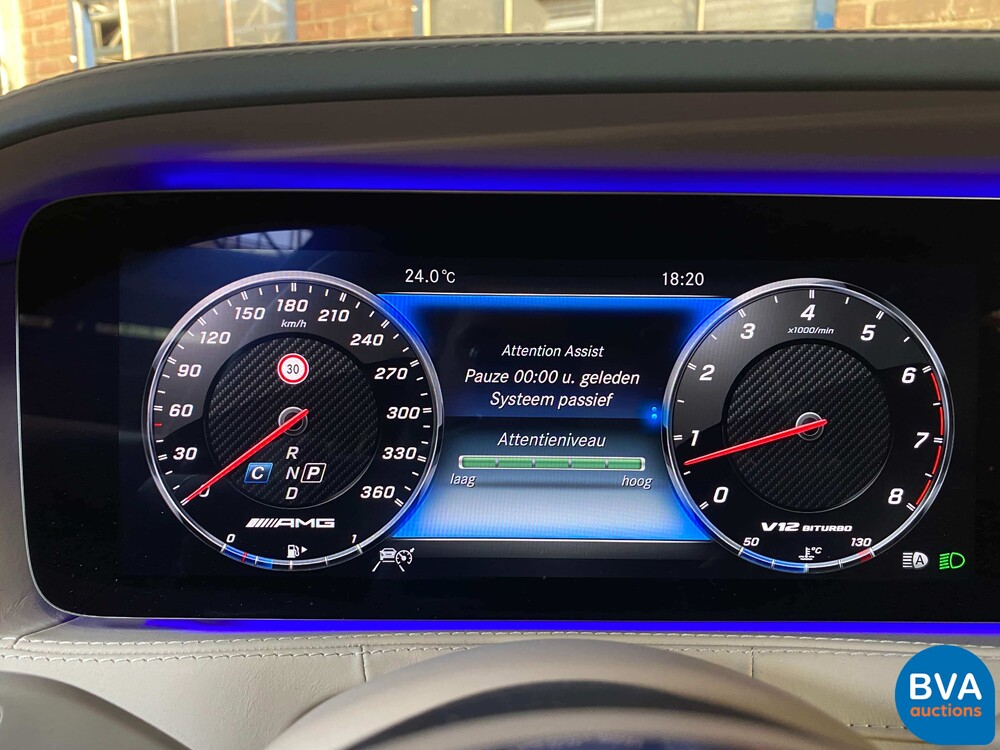 24.0°C
18:20
0
30
60
90
120
150
180
210
240
270
300
330
360
km/h
30
R
C N P
D
AMG
0 1
Attention Assist
Pauze 00:00 u. geleden
Systeem passief
Attentieniveau
laag hoog
0
1
2
3
4
5
6
7
8
x1000/min
V12 BITURBO
50 130
°C
A
BVA
auctions